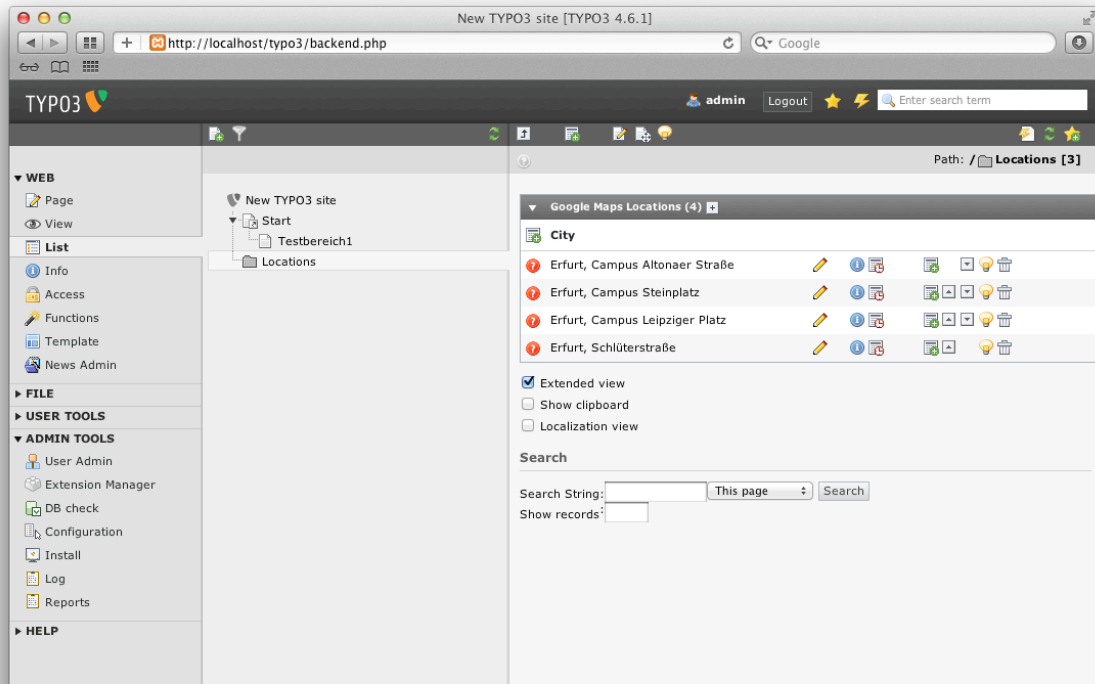 New TYPO3 site [TYPO3 4.6.1]
http://localhost/typo3/backend.php
Google
TYPO3
admin
Logout
Enter search term
Path: / Locations [3]
WEB
Page
View
List
Info
Access
Functions
Template
News Admin
FILE
USER TOOLS
ADMIN TOOLS
User Admin
Extension Manager
DB check
Configuration
Install
Log
Reports
HELP
New TYPO3 site
Start
Testbereich1
Locations
Google Maps Locations (4)
City
Erfurt, Campus Altonaer Straße
Erfurt, Campus Steinplatz
Erfurt, Campus Leipziger Platz
Erfurt, Schlüterstraße
Extended view
Show clipboard
Localization view
Search
Search String: This page Search
Show records: